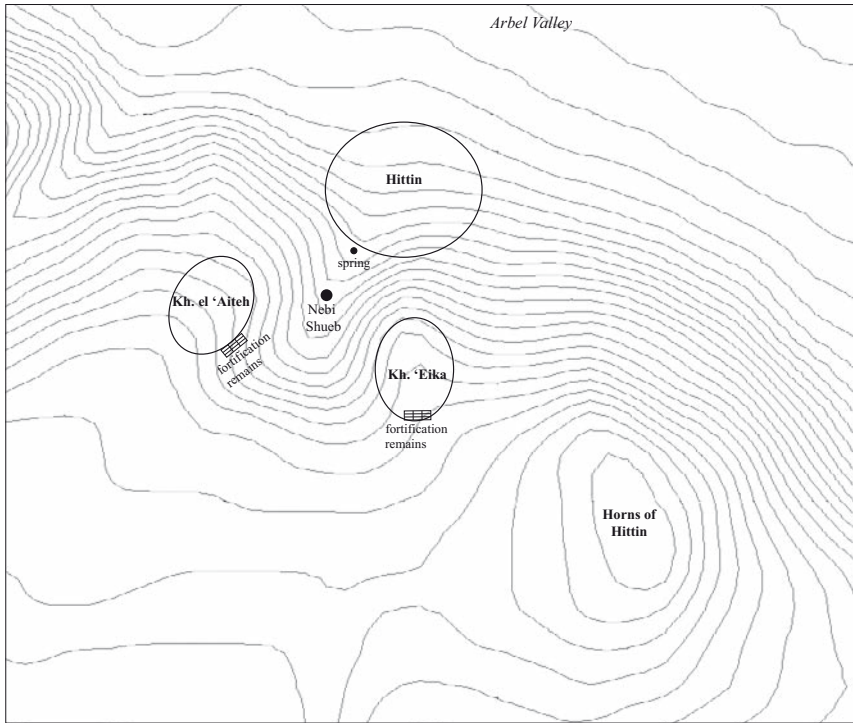 Arbel Valley
Hittin
spring
Kh. el ‘Aiteh
Nebi
Shueb
fortification
remains
Kh. ‘Eika
fortification
remains
Horns of
Hittin